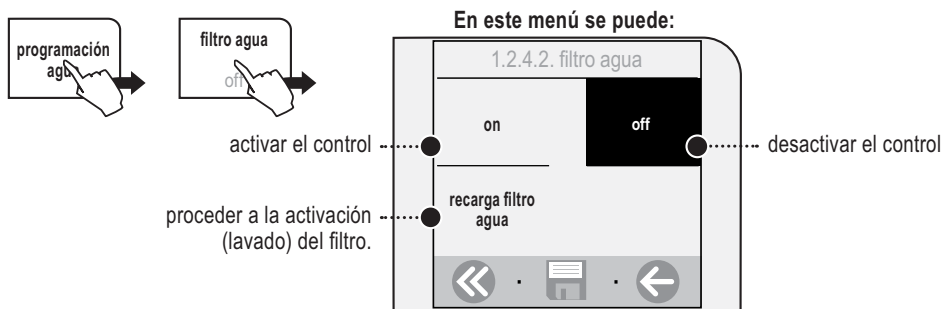 En este menú se puede:
programación
agua
filtro agua
off
1.2.4.2. filtro agua
on
off
activar el control
desactivar el control
recarga filtro
agua
proceder a la activación
(lavado) del filtro.